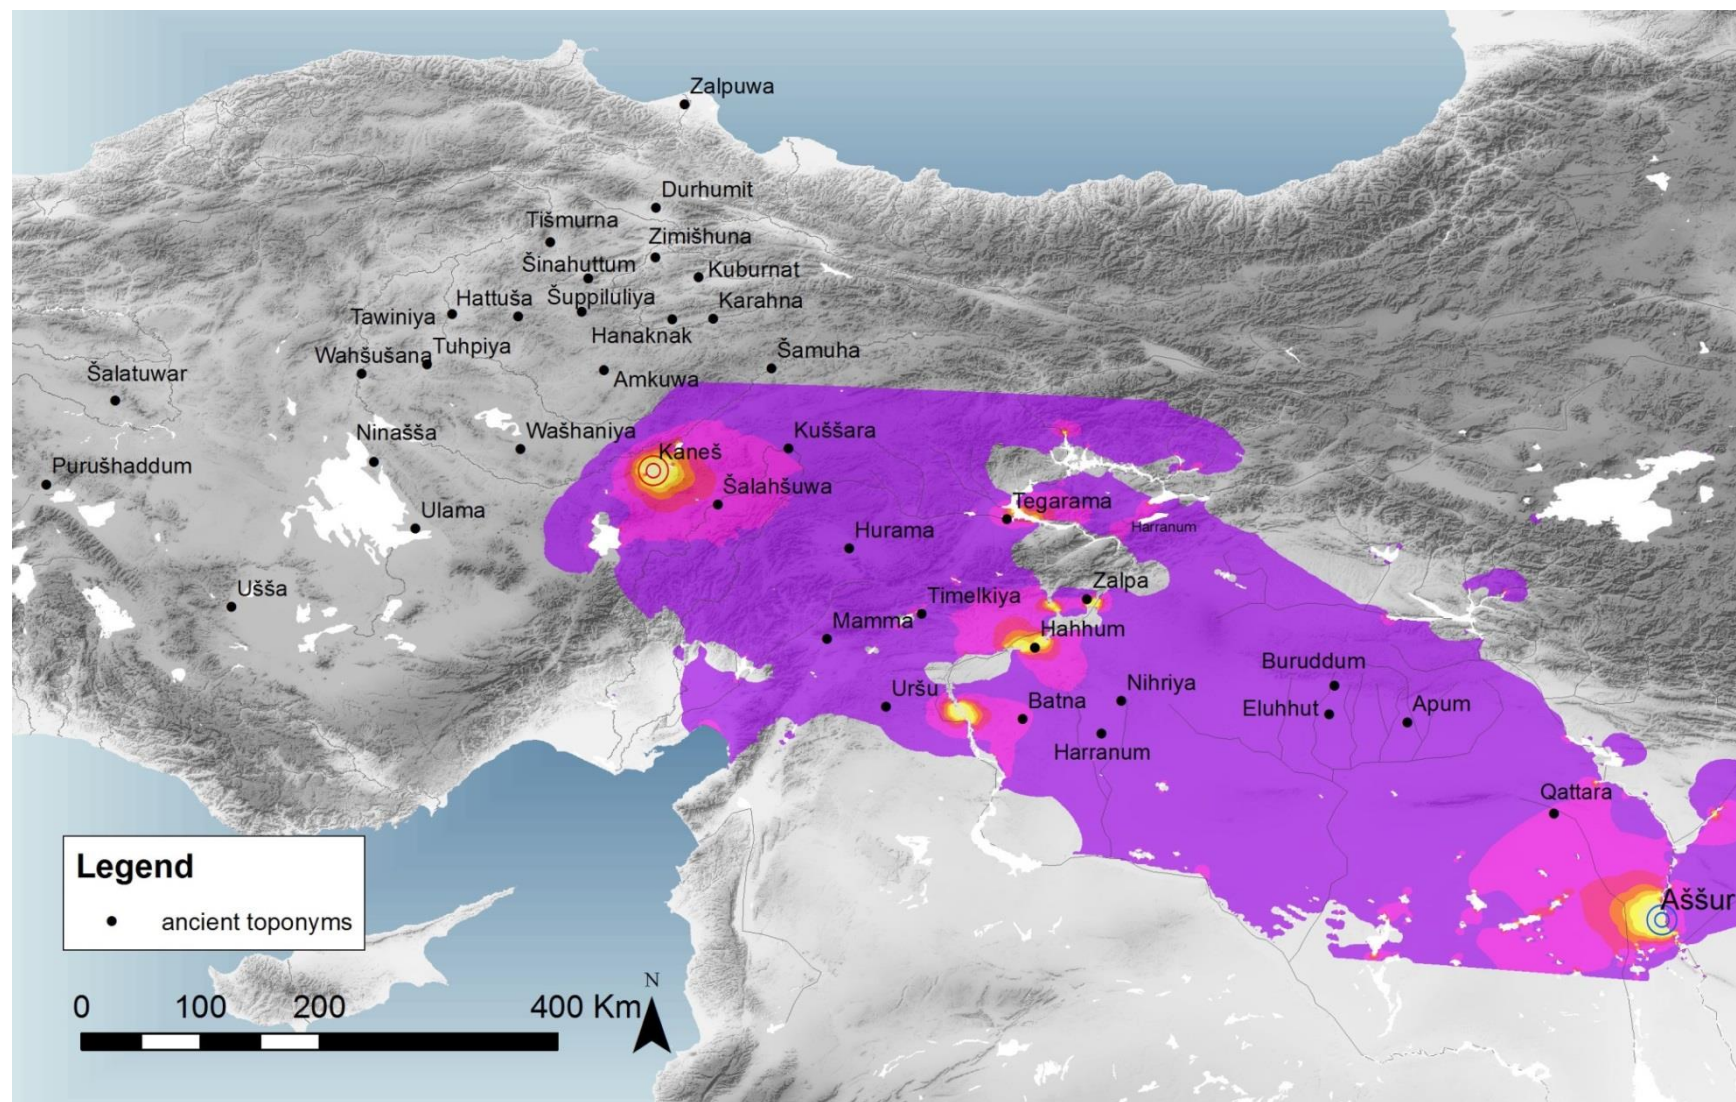 Zalpuwa
Durhumit
Tišmurna
Zimišhuna
Šinahuttum
Kuburnat
Hattuša
Šuppiluliya
Karahna
Tawiniya
Hanaknak
Wahšušana
Tuhpiya
Šamuha
Šalatuwar
Amkuwa
Ninašša
Wašhaniya
Kuššara
Kaneš
Purušhaddum
Šalahšuwa
Ulama
Tegarama
Harranum
Hurama
Ušša
Zalpa
Timelkiya
Mamma
Hahhum
Buruddum
Uršu
Batna
Nihriya
Eluhhut
Apum
Harranum
Qattara
Legend
Aššur
ancient toponyms
N
0 100 200 400 Km